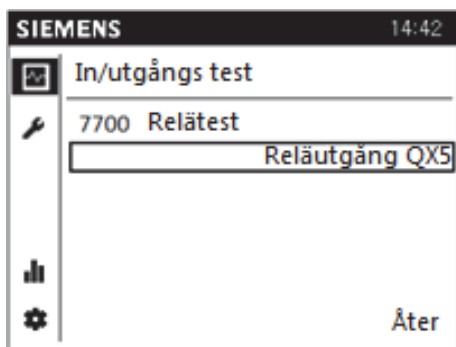 SIEMENS 14:42
In/utgångs test
7700 Relätest
Reläutgång QX5
Åter